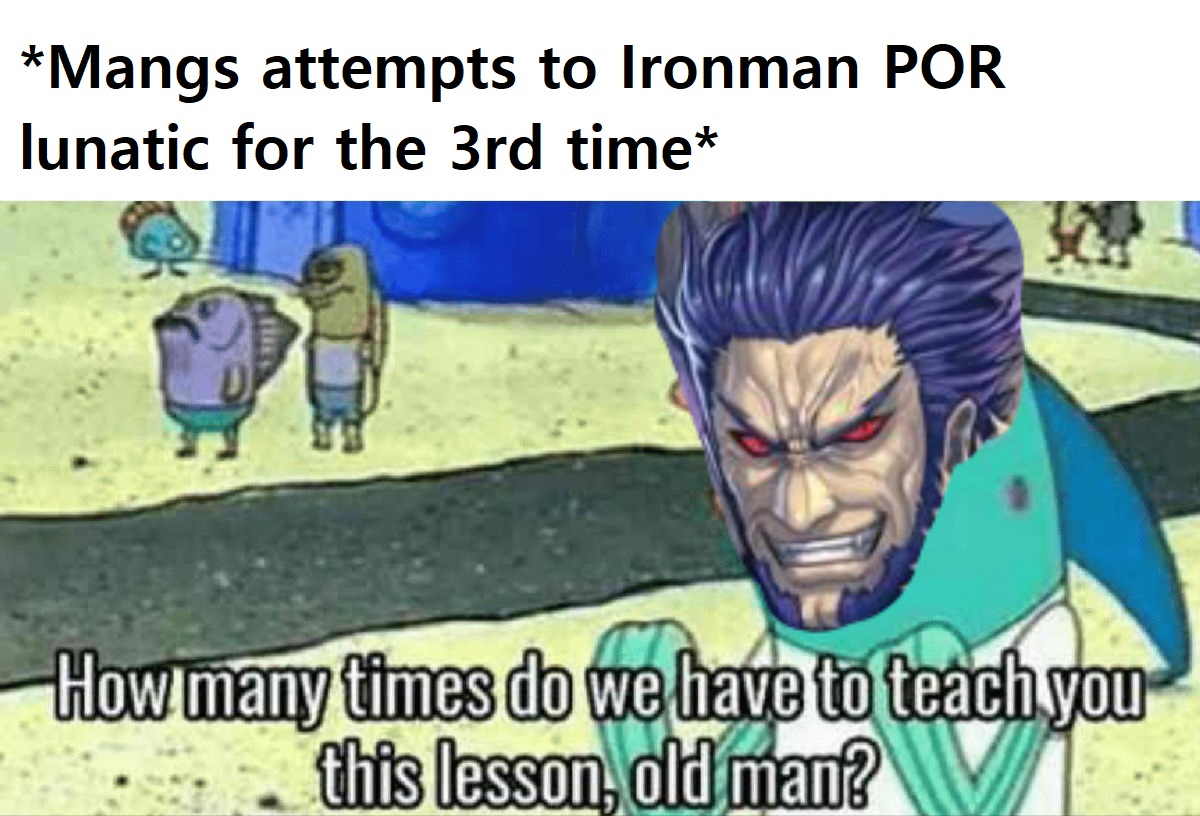 *Mangs attempts to Ironman POR
lunatic for the 3rd time*
How many times do we have to teach you
this lesson, old man?